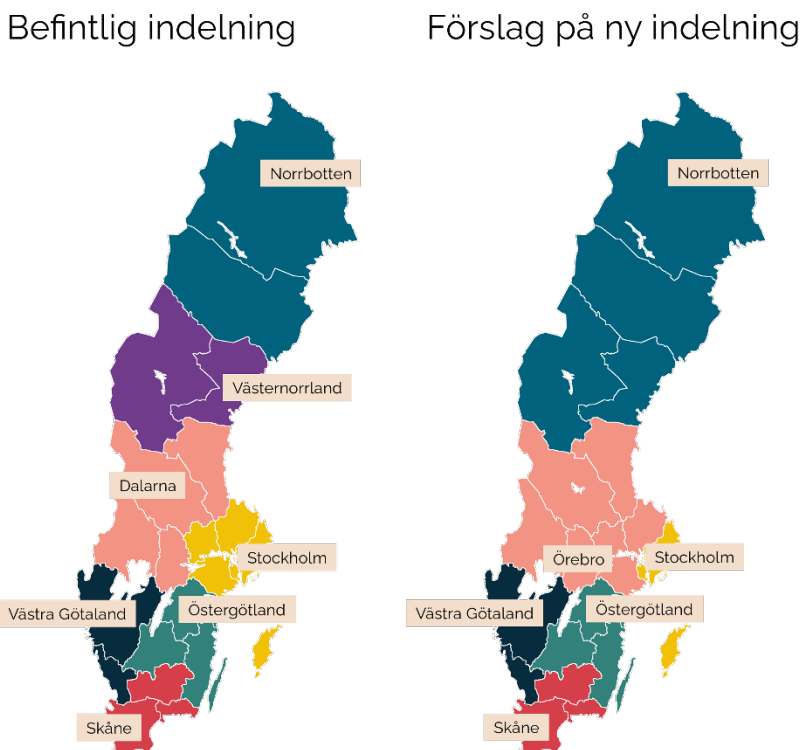 Befintlig indelning
Förslag på ny indelning
Norrbotten
Västernorrland
Dalarna
Stockholm
Östergötland
Västra Götaland
Skåne
Norrbotten
Örebro
Stockholm
Östergötland
Västra Götaland
Skåne